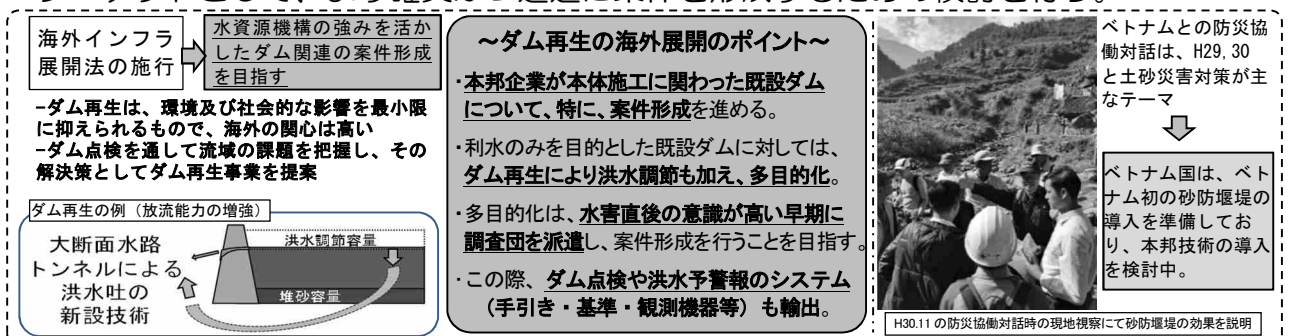 海外インフラ
展開法の施行
水資源機構の強みを活か
したダム関連の案件形成
を目指す
－ダム再生は、環境及び社会的な影響を最小限
に抑えられるもので、海外の関心は高い
－ダム点検を通して流域の課題を把握し、その
解決策としてダム再生事業を提案
ダム再生の例（放流能力の増強）
大断面水路
トンネルによる
洪水吐の
新設技術
洪水調節容量
堆砂容量
～ダム再生の海外展開のポイント～
・本邦企業が本体施工に関わった既設ダム
について、特に、案件形成を進める。
・利水のみを目的とした既設ダムに対しては、
ダム再生により洪水調節も加え、多目的化。
・多目的化は、水害直後の意識が高い早期に
調査団を派遣し、案件形成を行うことを目指す。
・この際、ダム点検や洪水予警報のシステム
（手引き・基準・観測機器等）も輸出。
ベトナムとの防災協
働対話は、H29,30
と土砂災害対策が主
なテーマ
ベトナム国は、ベト
ナム初の砂防堰堤の
導入を準備してお
り、本邦技術の導入
を検討中。
H30.11 の防災協働対話時の現地視察にて砂防堰堤の効果を説明